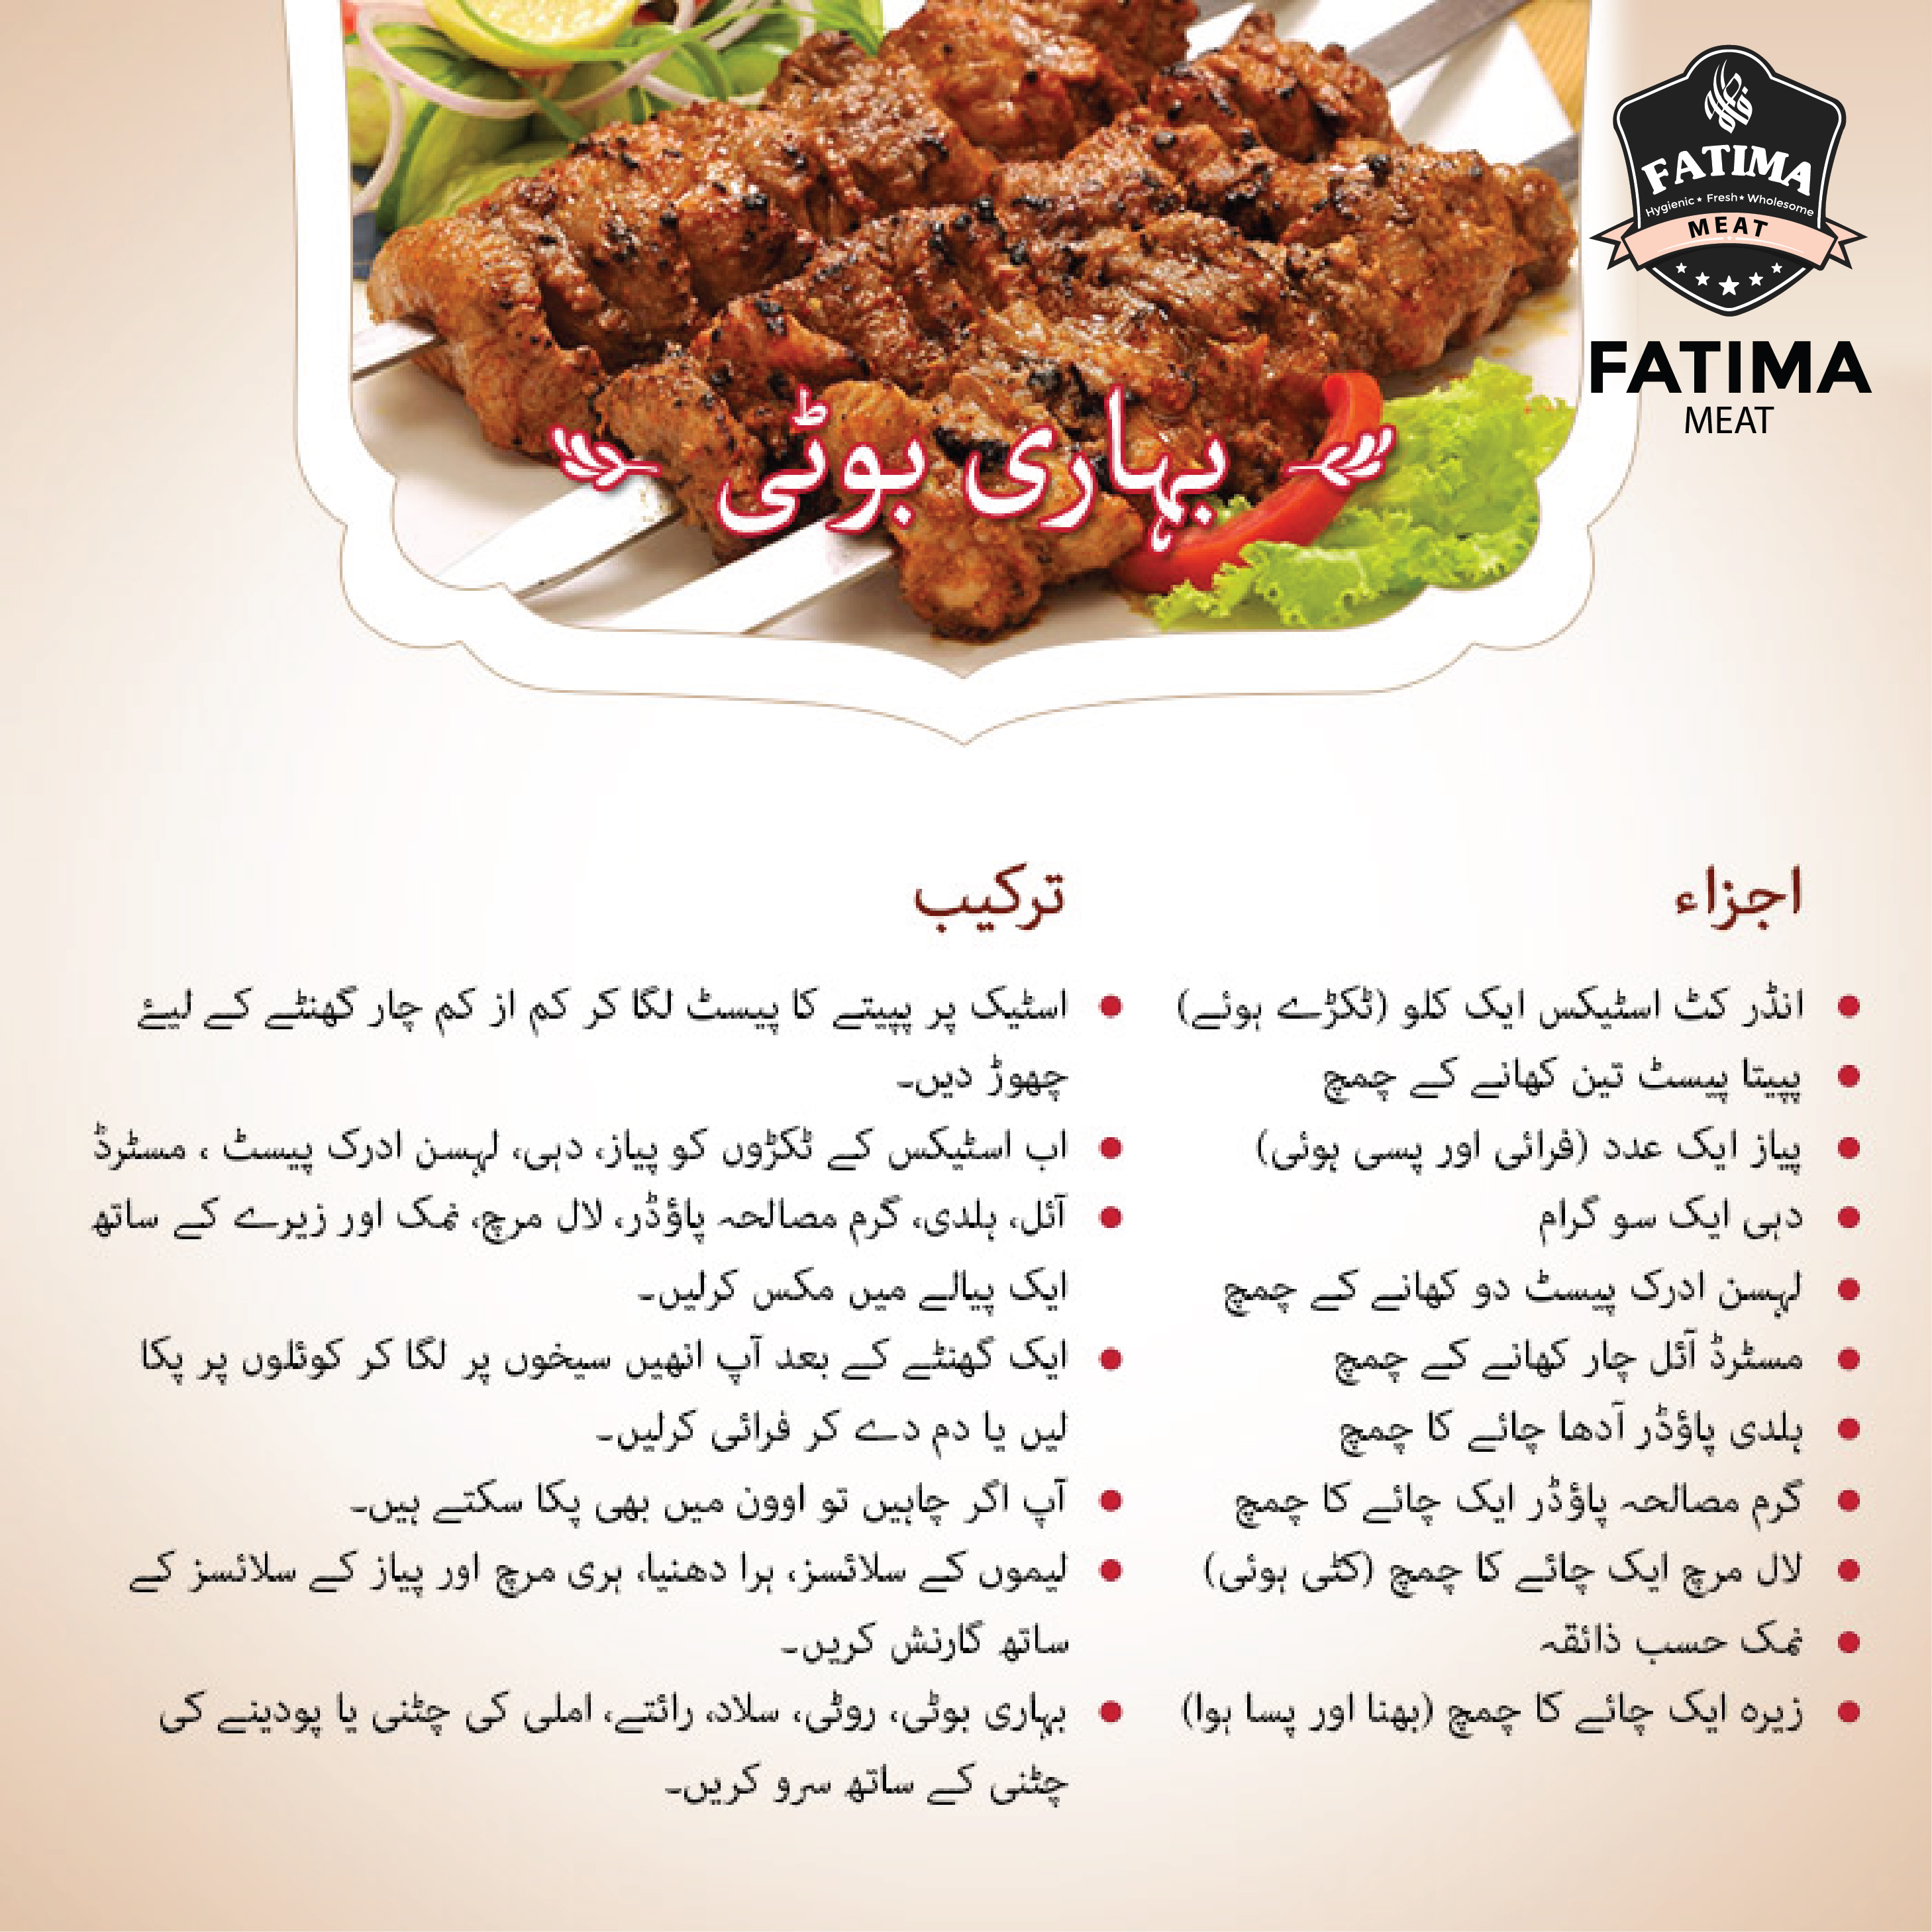 FATIMA
Hygienic ★ Fresh ★ Wholesome
MEAT
FATIMA
MEAT
بہاری بوٹی
اجزاء
انڈر کٹ اسٹیکس ایک کلو (ٹکڑے ہوئے)
پپیتا پیسٹ تین کھانے کے چمچ
پیاز ایک عدد (فرائی اور پسی ہوئی)
دہی ایک سو گرام
لہسن ادرک پیسٹ دو کھانے کے چمچ
مسٹرڈ آئل چار کھانے کے چمچ
ہلدی پاؤڈر آدھا چائے کا چمچ
گرم مصالحہ پاؤڈر ایک چائے کا چمچ
لال مرچ ایک چائے کا چمچ (کٹی ہوئی)
نمک حسب ذائقہ
زیرہ ایک چائے کا چمچ (بھنا اور پسا ہوا)
ترکیب
اسٹیک پر پپیتے کا پیسٹ لگا کر کم از کم چار گھنٹے کے لیئے
چھوڑ دیں۔
اب اسٹیکس کے ٹکڑوں کو پیاز، دہی، لہسن ادرک پیسٹ ، مسٹرڈ
آئل، ہلدی، گرم مصالحہ پاؤڈر، لال مرچ، نمک اور زیرے کے ساتھ
ایک پیالے میں مکس کرلیں۔
ایک گھنٹے کے بعد آپ انھیں سیخوں پر لگا کر کوئلوں پر پکا
لیں یا دم دے کر فرائی کرلیں۔
آپ اگر چاہیں تو اوون میں بھی پکا سکتے ہیں۔
لیموں کے سلائسز، ہرا دھنیا، ہری مرچ اور پیاز کے سلائسز کے
ساتھ گارنش کریں۔
بہاری بوٹی، روٹی، سلاد، رائتے، املی کی چٹنی یا پودینے کی
چٹنی کے ساتھ سرو کریں۔